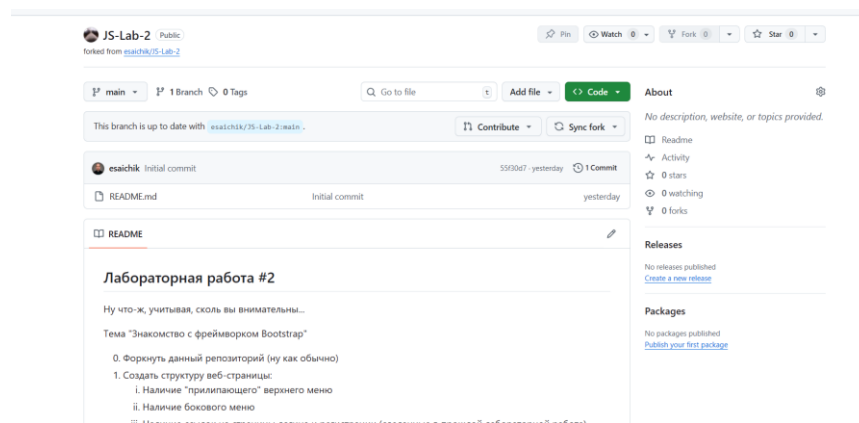 JS-Lab-2 Public
Pin Watch 0 Fork 0 Star 0
forked from esaichik/JS-Lab-2
main 1 Branch 0 Tags Go to file t Add file Code
This branch is up to date with esaichik/JS-Lab-2:main . Contribute Sync fork
esaichik Initial commit 55f30d7 · yesterday 1 Commit
README.md Initial commit yesterday
README
Лабораторная работа #2
Ну что-ж, учитывая, сколь вы внимательны...
Тема "Знакомство с фреймворком Bootstrap"
0. Форкнуть данный репозиторий (ну как обычно)
1. Создать структуру веб-страницы:
i. Наличие "прилипающего" верхнего меню
ii. Наличие бокового меню
About
No description, website, or topics provided.
Readme
Activity
0 stars
0 watching
0 forks
Releases
No releases published
Create a new release
Packages
No packages published
Publish your first package